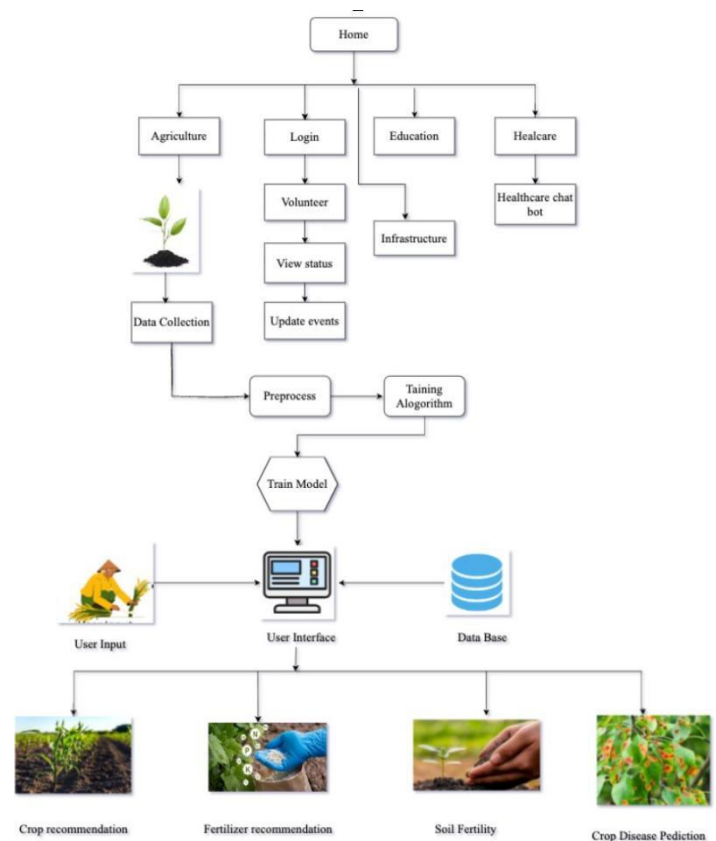 Home
Agriculture
Login
Education
Healcare
Volunteer
Healthcare chat
bot
Infrastructure
View status
Data Collection
Update events
Preprocess
Taining
Alogorithm
Train Model
User Input
User Interface
Data Base
N
P
K
Crop recommendation
Fertilizer recommendation
Soil Fertility
Crop Disease Pediction